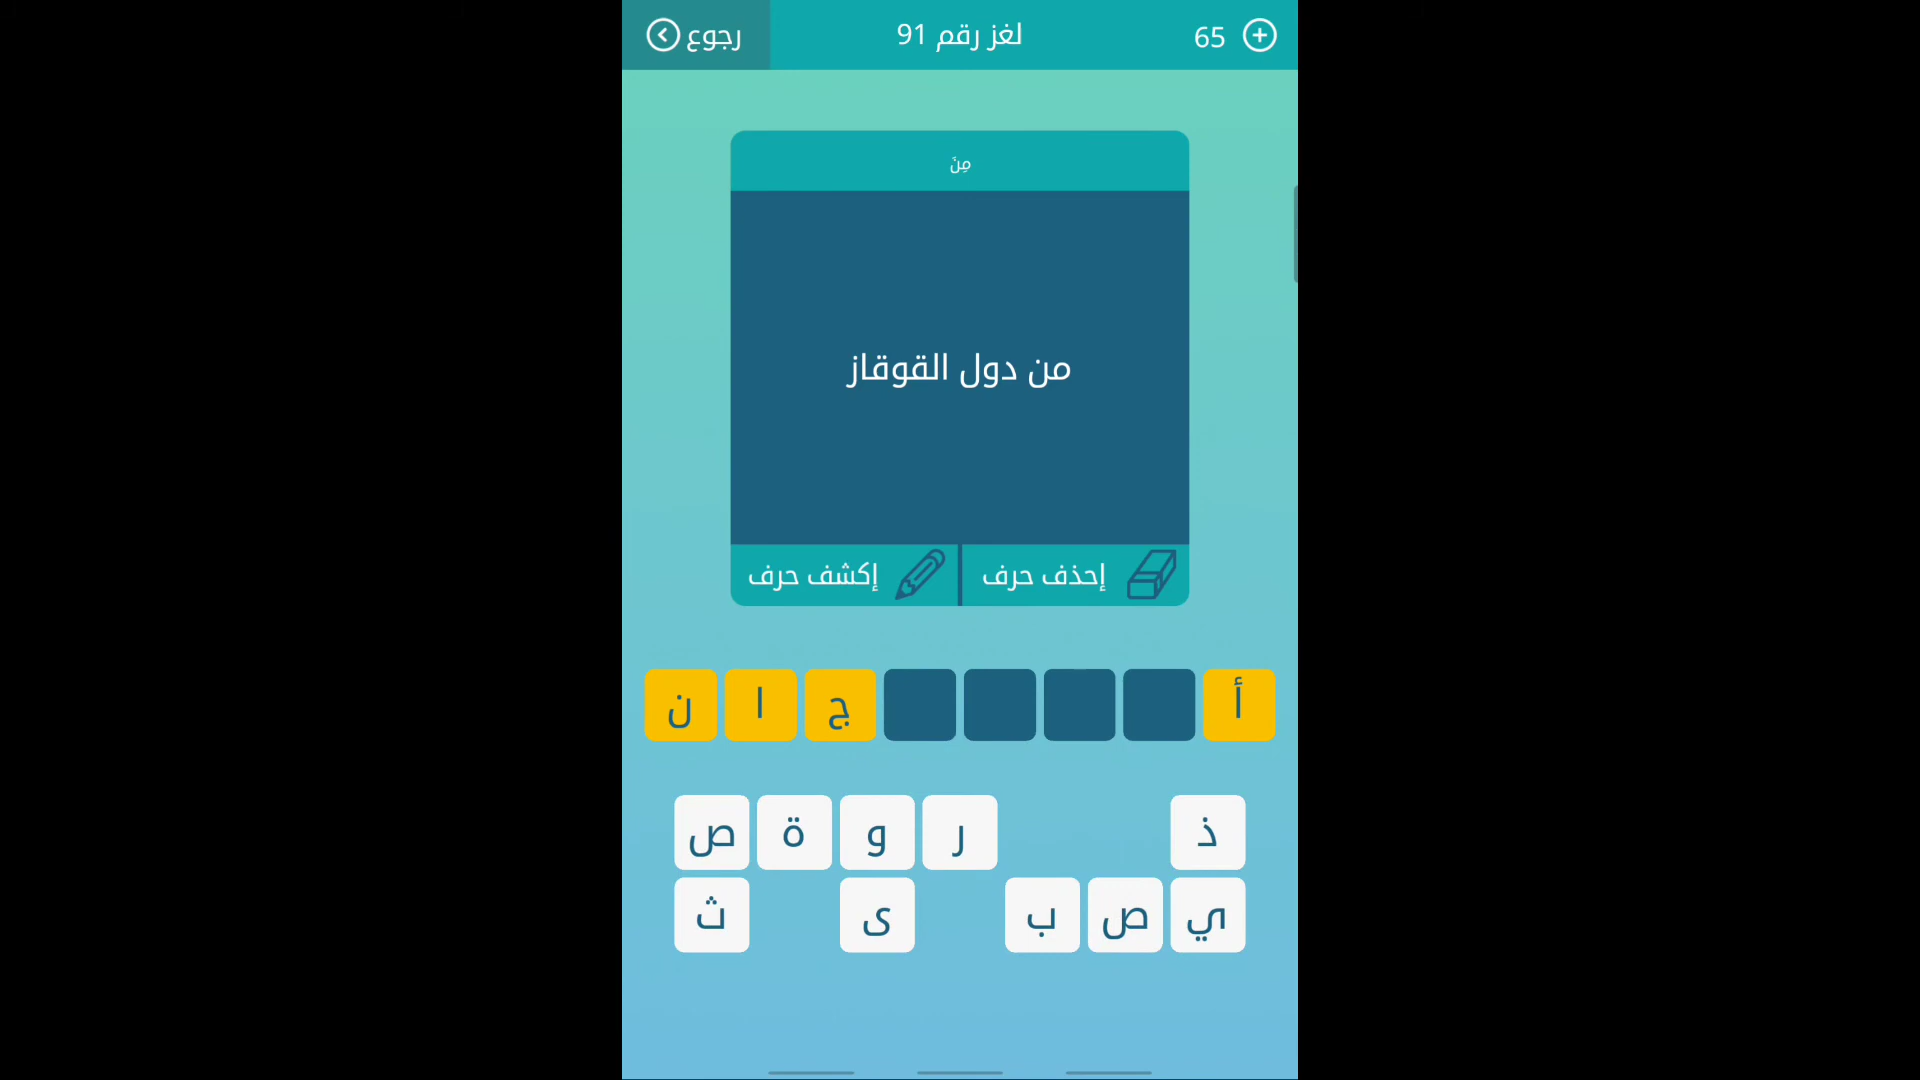 65 لغز رقم 91 رجوع
مِنَ
من دول القوقاز
إحذف حرف إكشف حرف
أ ج ا ن
ذ ر و ة ص
ي ص ب ى ث